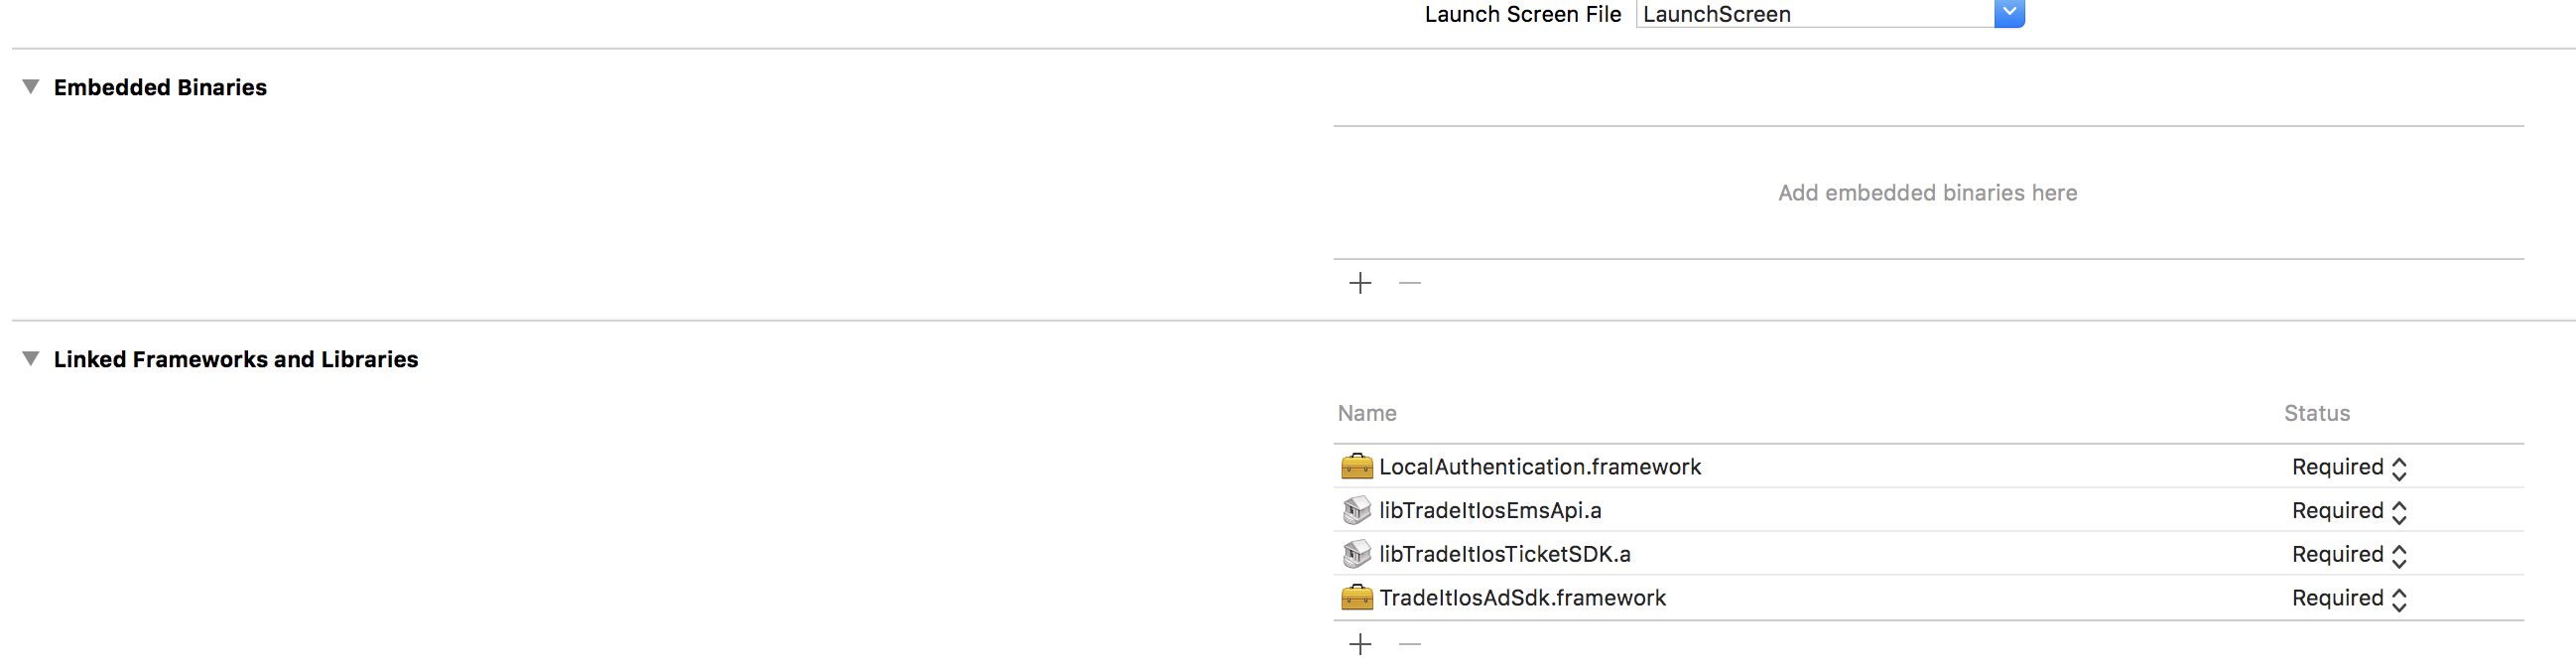 Launch Screen File LaunchScreen
Embedded Binaries
Add embedded binaries here
Linked Frameworks and Libraries
Name Status
LocalAuthentication.framework Required
libTradeItIosEmsApi.a Required
libTradeItIosTicketSDK.a Required
TradeItIosAdSdk.framework Required